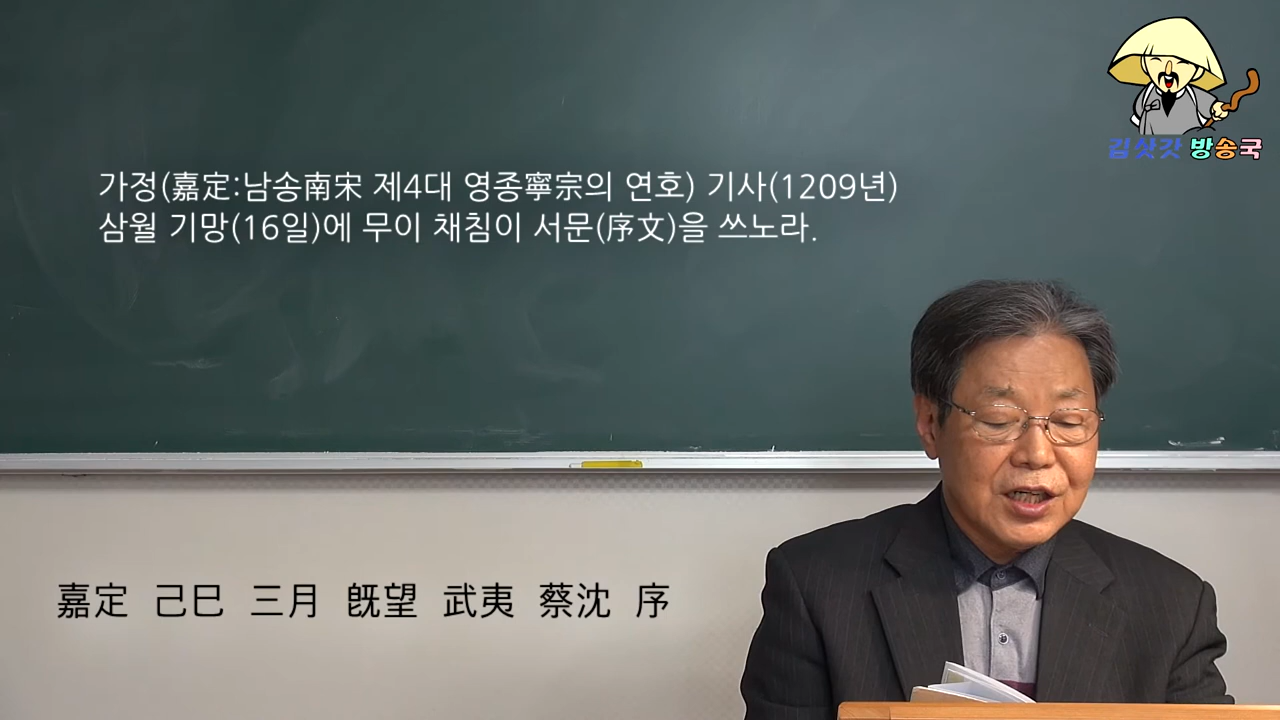 김삿갓 방송국
가정(嘉定:남송南宋 제4대 영종寧宗의 연호) 기사(1209년)
삼월 기망(16일)에 무이 채침이 서문(序文)을 쓰노라.
嘉定 己巳 三月 旣望 武夷 蔡沈 序